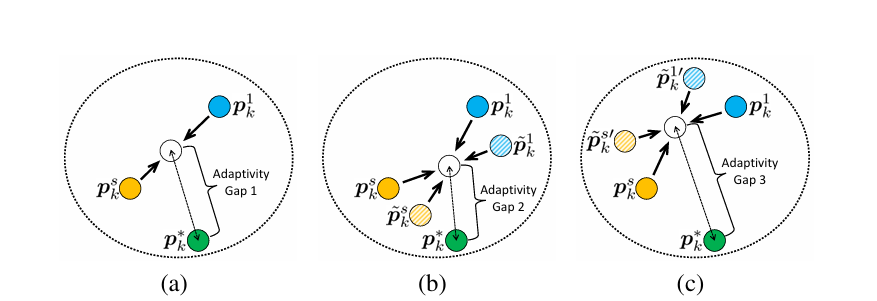 p_k^1
Adaptivity
Gap 1
p_k^s
p_k^*
(a)
p_k^1
p̃_k^1
p_k^s
Adaptivity
Gap 2
p̃_k^s
p_k^*
(b)
p̃_k^{1′}
p_k^1
p̃_k^{s′}
Adaptivity
Gap 3
p_k^s
p_k^*
(c)